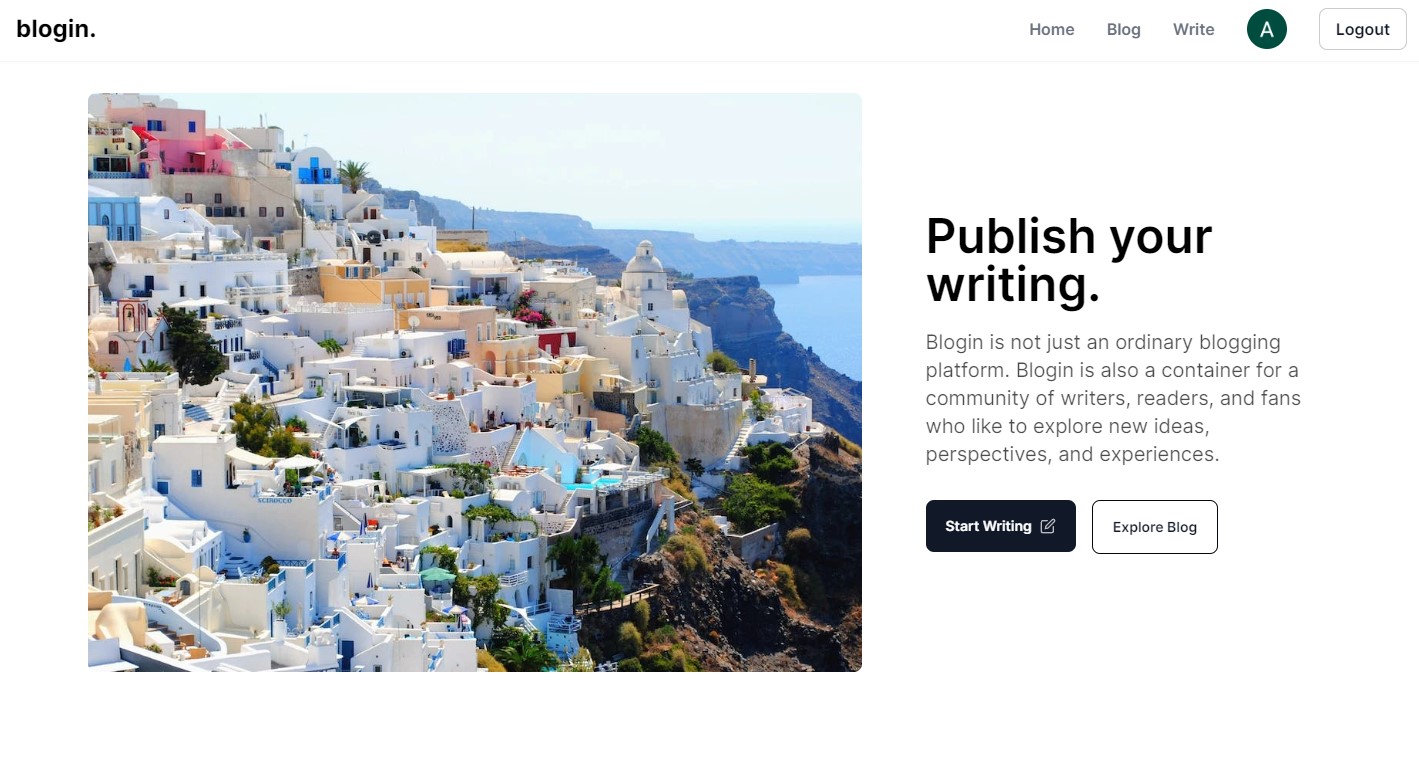 blogin.
Home Blog Write A Logout
Publish your
writing.
Blogin is not just an ordinary blogging
platform. Blogin is also a container for a
community of writers, readers, and fans
who like to explore new ideas,
perspectives, and experiences.
Start Writing
Explore Blog
SCIROCCO